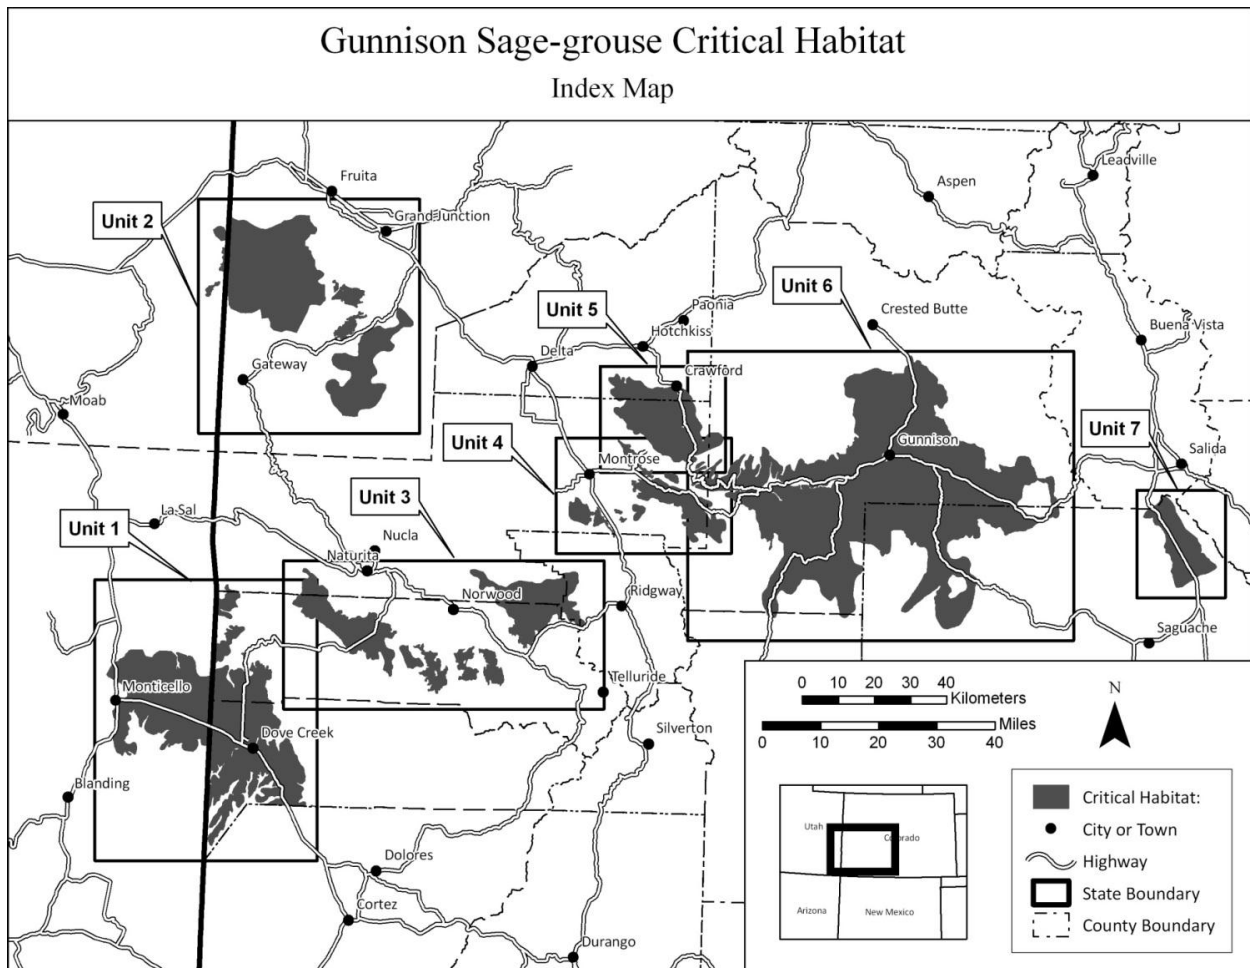 Gunnison Sage-grouse Critical Habitat
Index Map
Leadville
Fruita
Aspen
Unit 2
Grand Junction
Unit 6
Unit 5
Paonia
Crested Butte
Hotchkiss
Buena Vista
Delta
Gateway
Crawford
Moab
Unit 7
Unit 4
Gunnison
Montrose
Salida
Unit 3
Unit 1
La Sal
Nucla
Naturita
Norwood
Ridgway
Saguache
Monticello
Telluride
Dove Creek
Silverton
Blanding
Dolores
Cortez
Durango
0 10 20 30 40
Kilometers
Miles
0 10 20 30 40
N
Utah
Colorado
Arizona
New Mexico
Critical Habitat:
City or Town
Highway
State Boundary
County Boundary